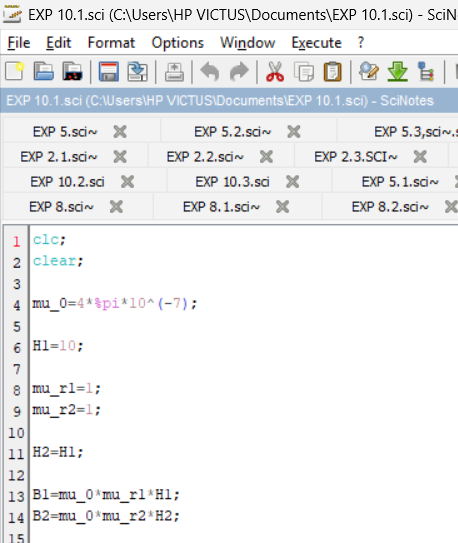 EXP 10.1.sci (C:\Users\HP VICTUS\Documents\EXP 10.1.sci) - SciN
File Edit Format Options Window Execute ?
EXP 10.1.sci (C:\Users\HP VICTUS\Documents\EXP 10.1.sci) - SciNotes
EXP 5.sci~ EXP 5.2.sci~ EXP 5.3,sci~.s
EXP 2.1.sci~ EXP 2.2.sci~ EXP 2.3.SCI~
EXP 10.2.sci EXP 10.3.sci EXP 5.1.sci~
EXP 8.sci~ EXP 8.1.sci~ EXP 8.2.sci~
1 clc;
2 clear;
3
4 mu_0=4*%pi*10^(-7);
5
6 H1=10;
7
8 mu_r1=1;
9 mu_r2=1;
10
11 H2=H1;
12
13 B1=mu_0*mu_r1*H1;
14 B2=mu_0*mu_r2*H2;
15